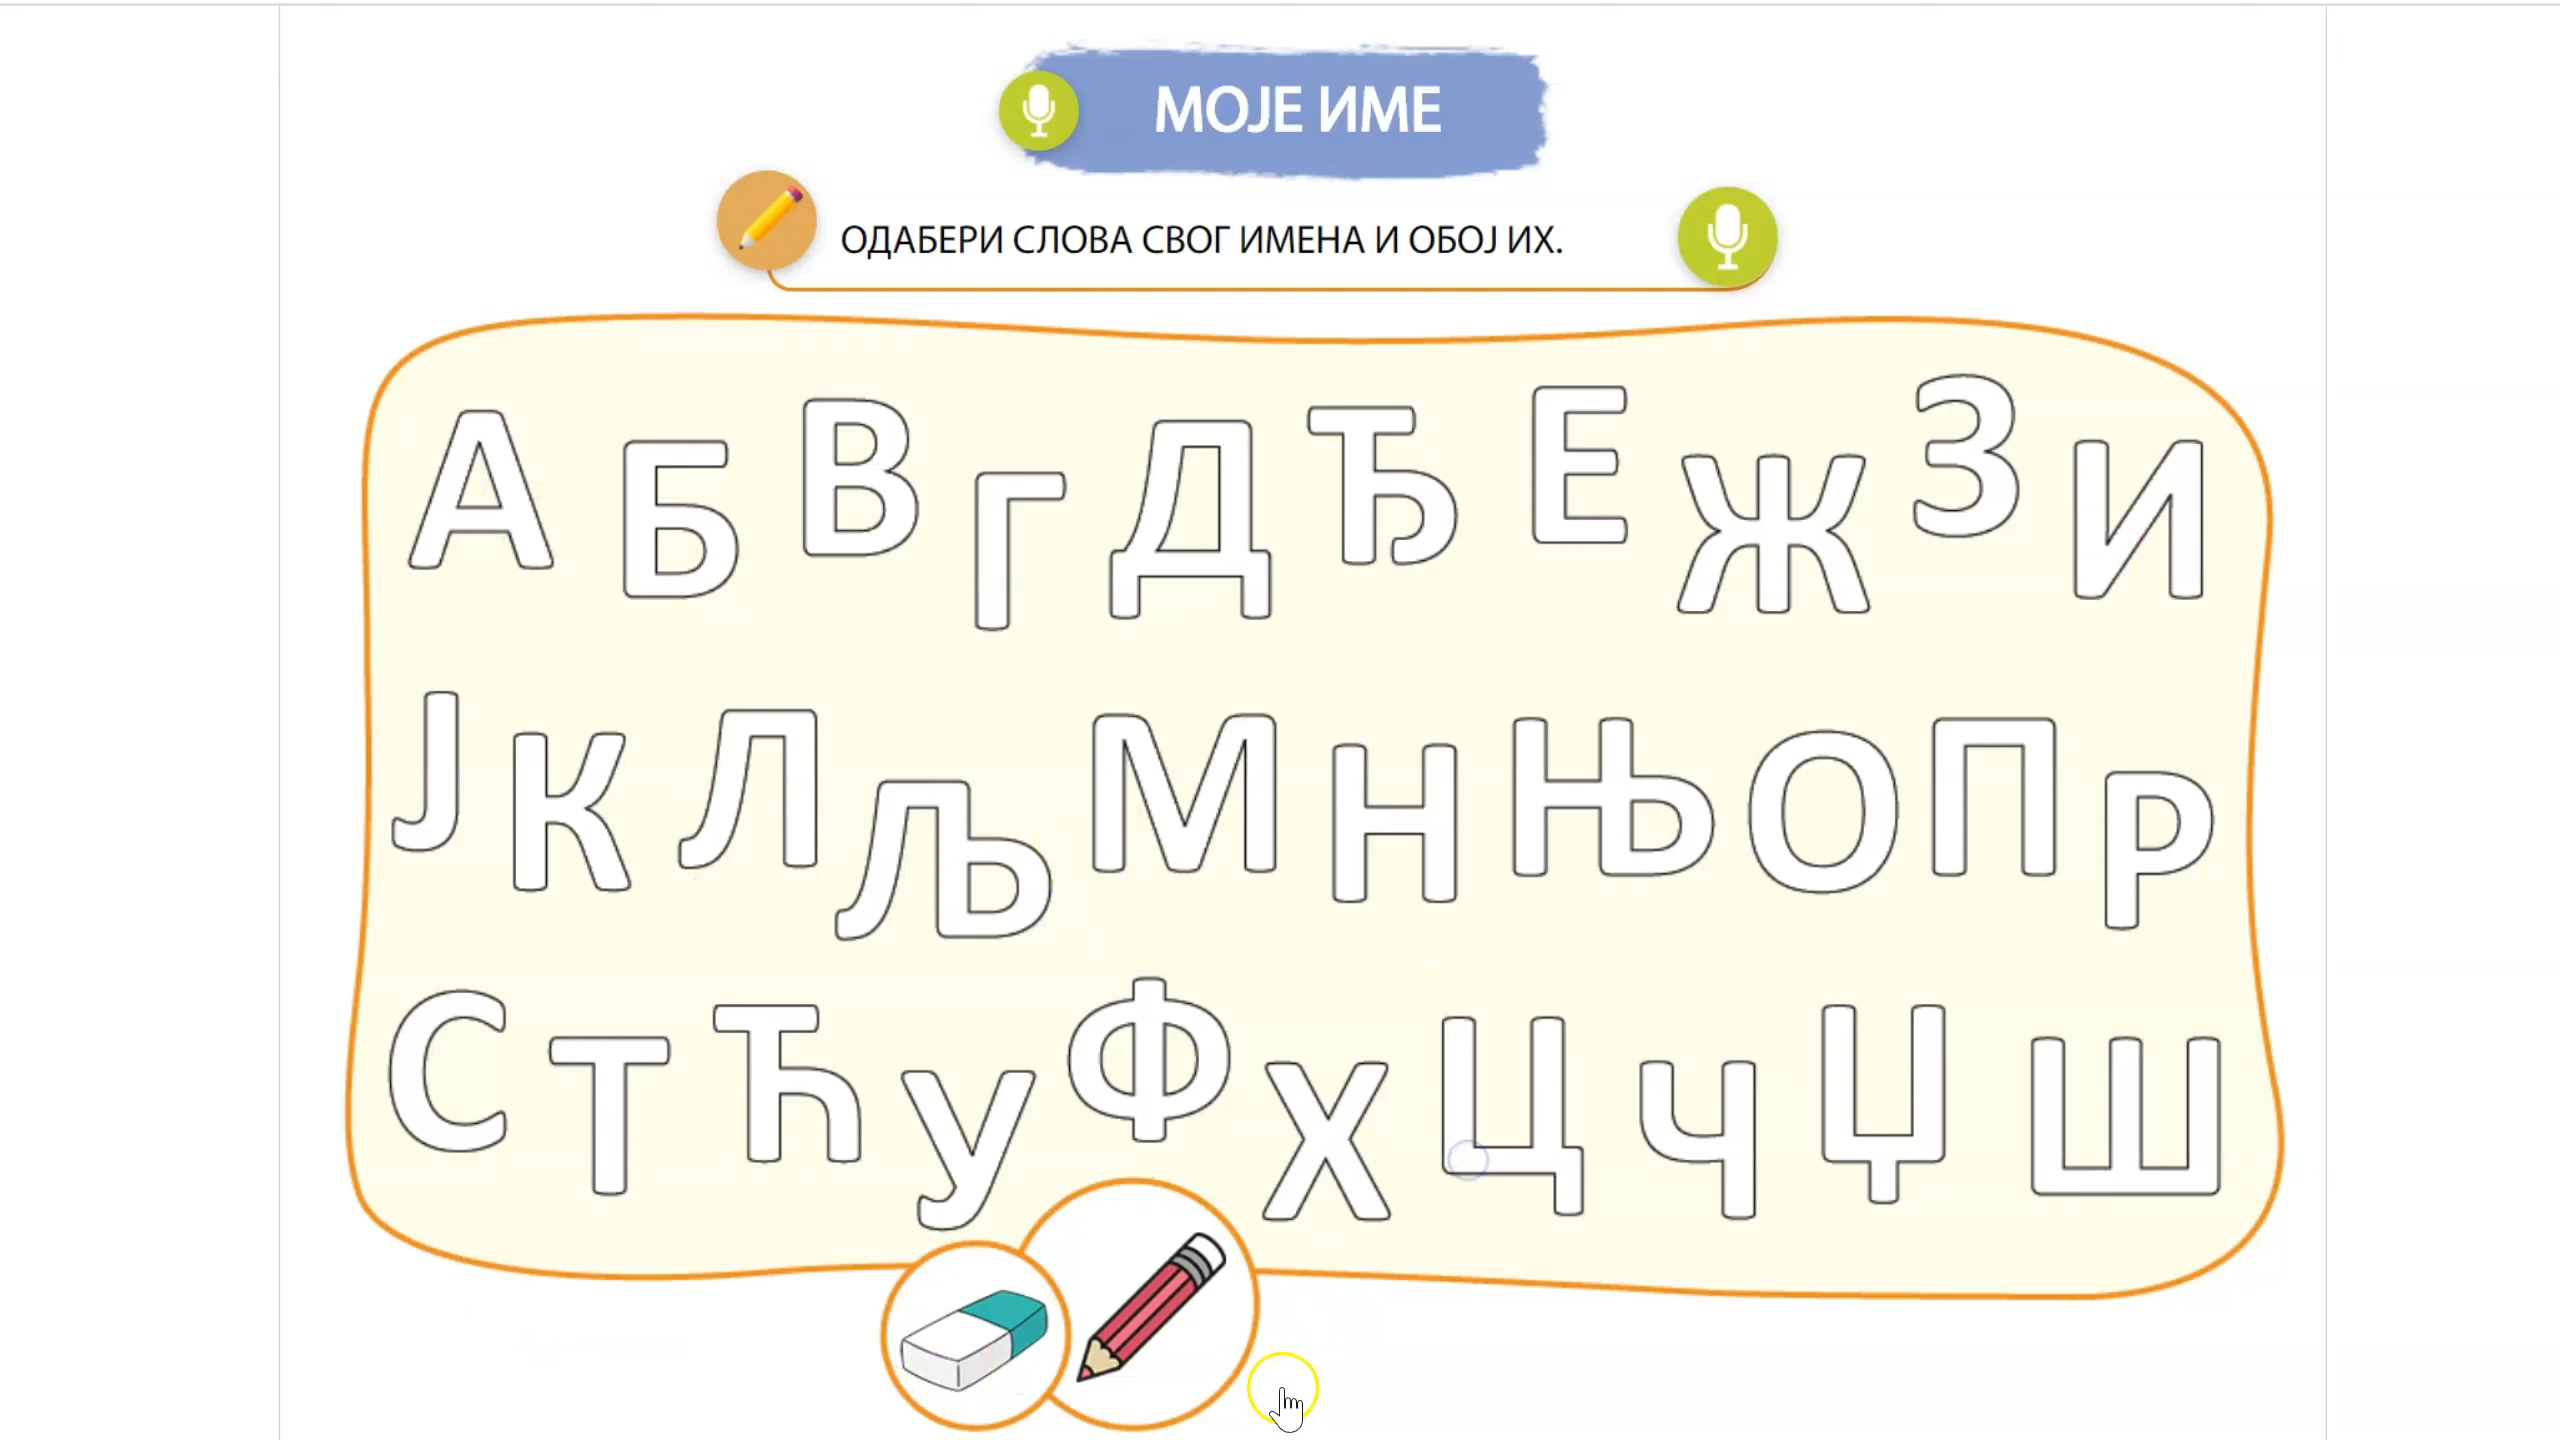 МОЈЕ ИМЕ
ОДАБЕРИ СЛОВА СВОГ ИМЕНА И ОБОЈ ИХ.
А Б В Г Д Ђ Е Ж З И
Ј К Л Љ М Н Њ О П Р
С Т Ћ У Ф Х Ц Ч Џ Ш